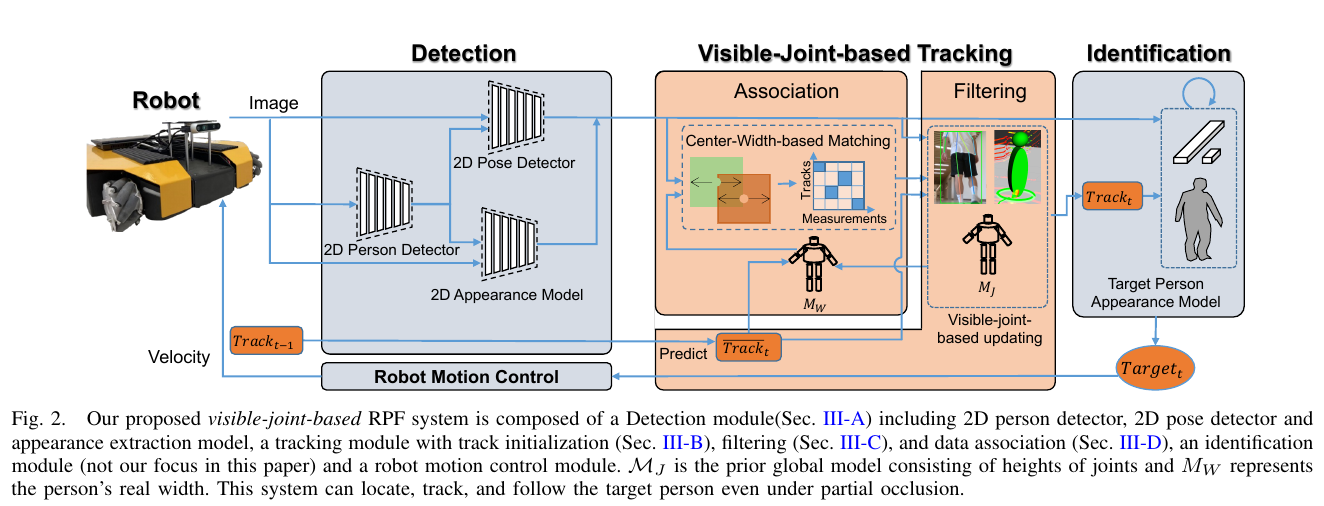 Detection
Visible-Joint-based Tracking
Identification
Robot
Image
Association
Filtering
2D Pose Detector
Center-Width-based Matching
Tracks
Measurements
2D Person Detector
2D Appearance Model
M_W
M_J
Track_t
Target Person
Appearance Model
Visible-joint-
based updating
Track_{t−1}
Velocity
Predict
\overline{Track}_t
Robot Motion Control
Target_t
Fig. 2. Our proposed visible-joint-based RPF system is composed of a Detection module(Sec. III-A) including 2D person detector, 2D pose detector and
appearance extraction model, a tracking module with track initialization (Sec. III-B), filtering (Sec. III-C), and data association (Sec. III-D), an identification
module (not our focus in this paper) and a robot motion control module. ℳ_J is the prior global model consisting of heights of joints and M_W represents
the person's real width. This system can locate, track, and follow the target person even under partial occlusion.